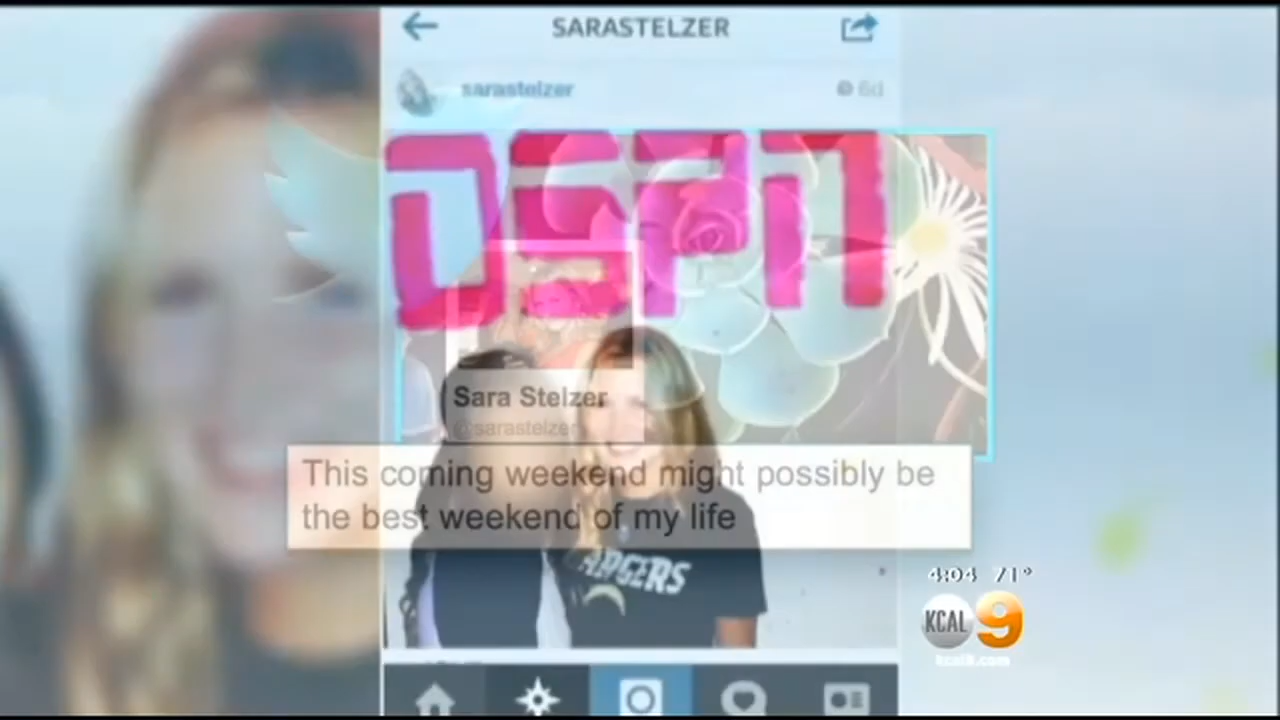 SARASTELZER
sarastelzer
6d
DSPN
Sara Stelzer
@sarastelzer
This coming weekend might possibly be
the best weekend of my life
CHARGERS
4:04 71°
KCAL 9
kcal9.com